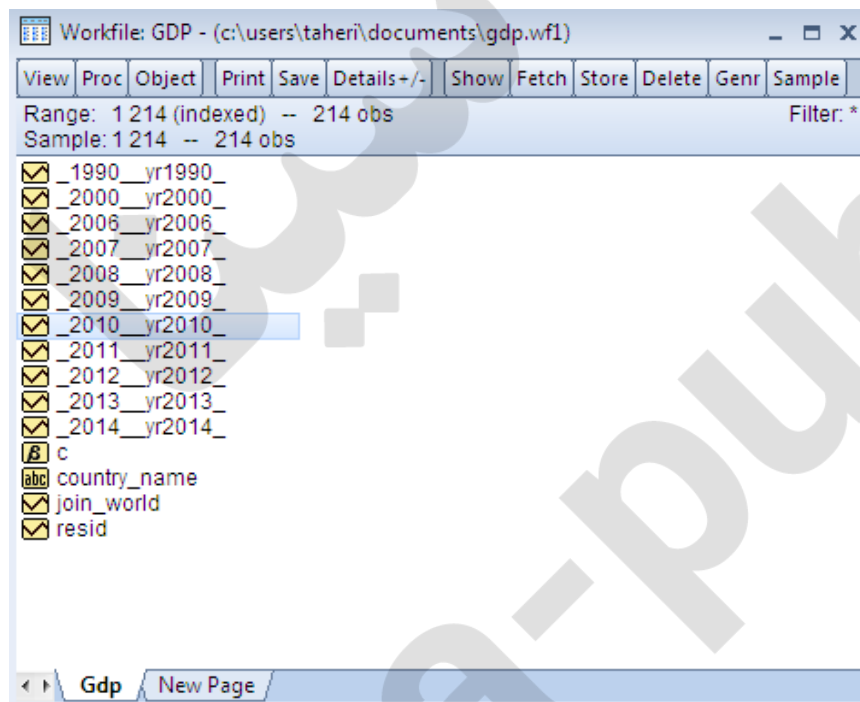 Workfile: GDP - (c:\users\taheri\documents\gdp.wf1)
View Proc Object Print Save Details+/- Show Fetch Store Delete Genr Sample
Range: 1 214 (indexed) -- 214 obs Filter: *
Sample: 1 214 -- 214 obs
_1990__yr1990_
_2000__yr2000_
_2006__yr2006_
_2007__yr2007_
_2008__yr2008_
_2009__yr2009_
_2010__yr2010_
_2011__yr2011_
_2012__yr2012_
_2013__yr2013_
_2014__yr2014_
β c
abc country_name
join_world
resid
Gdp New Page